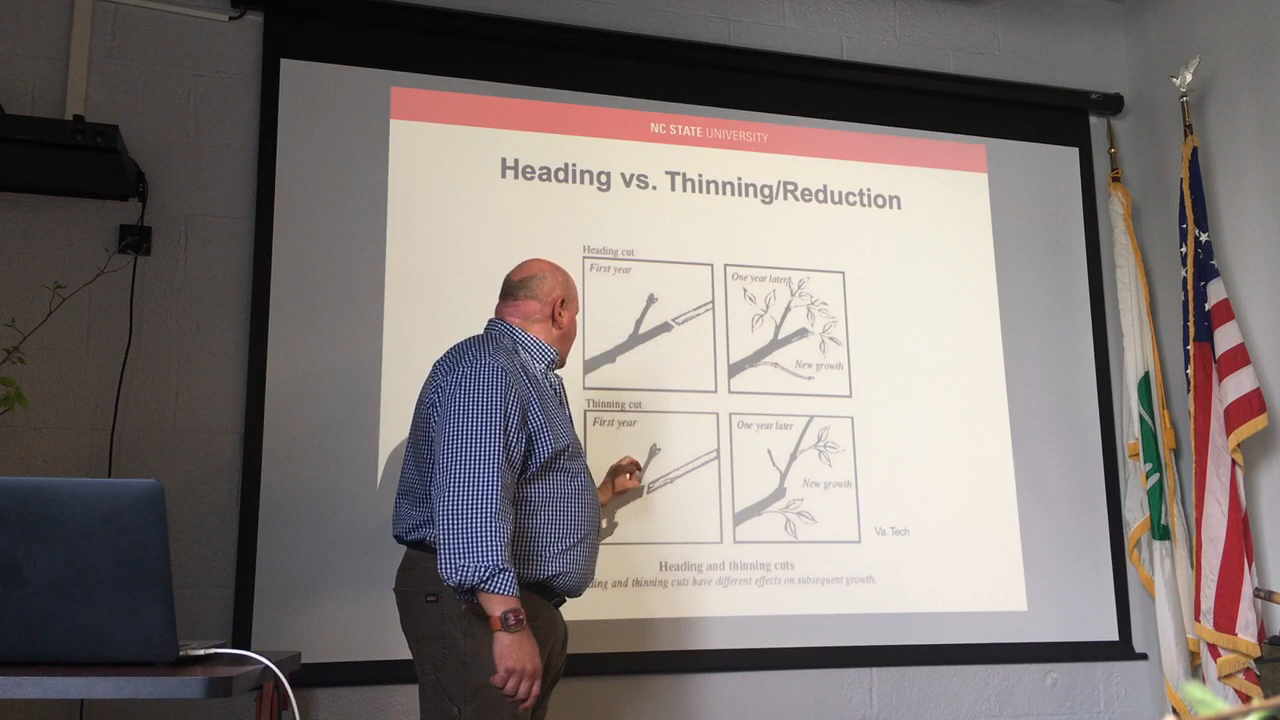 NC STATE UNIVERSITY
Heading vs. Thinning/Reduction
Heading cut
First year
One year later
New growth
Thinning cut
First year
One year later
New growth
Va. Tech
Heading and thinning cuts
and thinning cuts have different effects on subsequent growth.